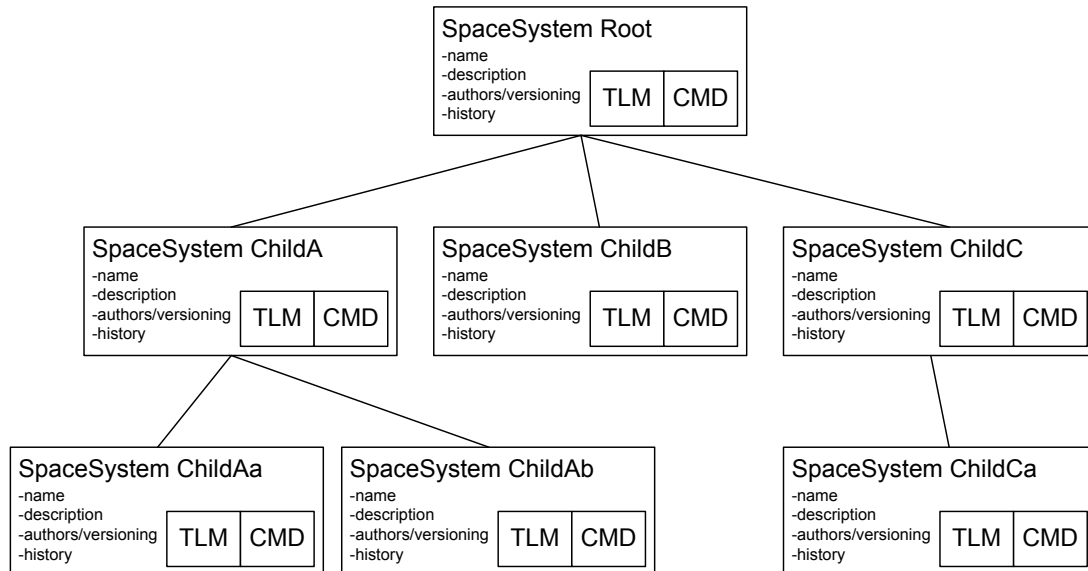 SpaceSystem Root
-name
-description
-authors/versioning
-history
TLM CMD
SpaceSystem ChildA
-name
-description
-authors/versioning
-history
TLM CMD
SpaceSystem ChildB
-name
-description
-authors/versioning
-history
TLM CMD
SpaceSystem ChildC
-name
-description
-authors/versioning
-history
TLM CMD
SpaceSystem ChildAa
-name
-description
-authors/versioning
-history
TLM CMD
SpaceSystem ChildAb
-name
-description
-authors/versioning
-history
TLM CMD
SpaceSystem ChildCa
-name
-description
-authors/versioning
-history
TLM CMD